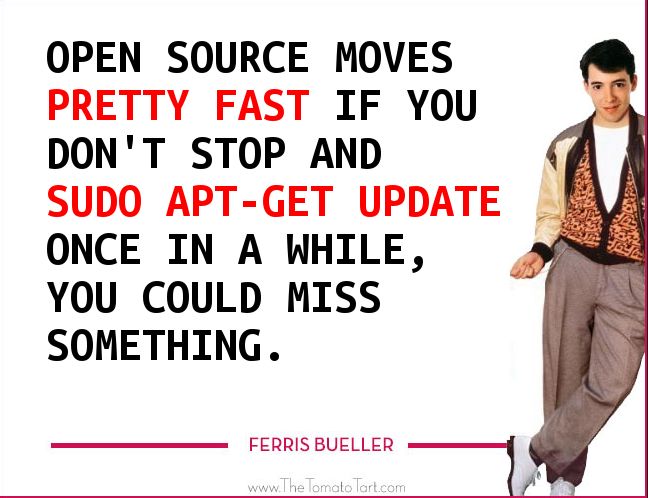 OPEN SOURCE MOVES
PRETTY FAST IF YOU
DON'T STOP AND
SUDO APT-GET UPDATE
ONCE IN A WHILE,
YOU COULD MISS
SOMETHING.
FERRIS BUELLER
www.TheTomatoTart.com